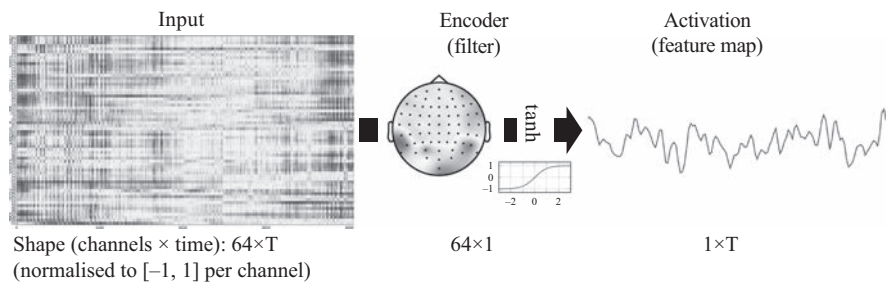 Input
Encoder
(filter)
Activation
(feature map)
tanh
1
0
−1
−2 0 2
Shape (channels × time): 64×T
(normalised to [–1, 1] per channel)
64×1
1×T